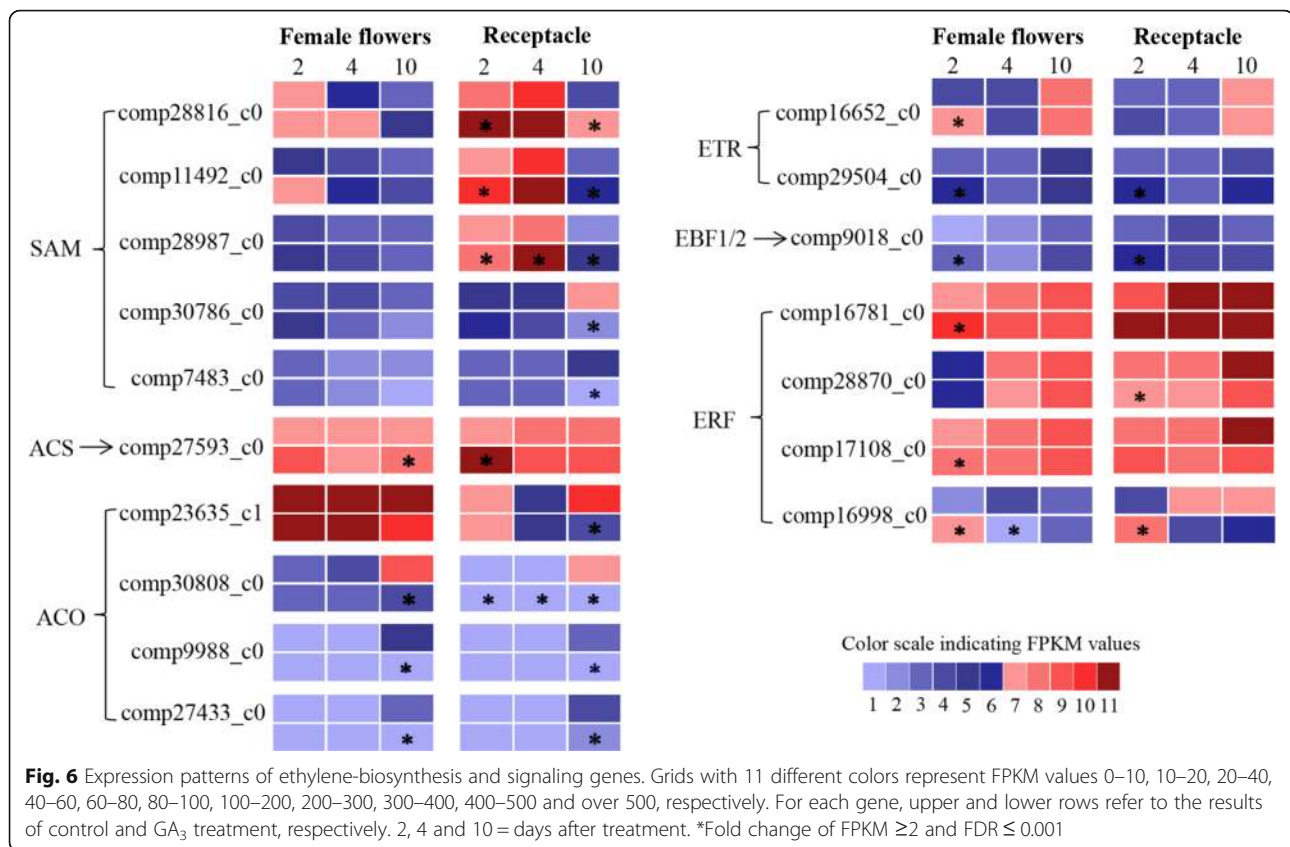 Female flowers
Receptacle
2 4 10
2 4 10
SAM
comp28816_c0
* *
comp11492_c0
* *
comp28987_c0
* * *
comp30786_c0
*
comp7483_c0
*
ACS
comp27593_c0
* *
ACO
comp23635_c1
*
comp30808_c0
* * * *
comp9988_c0
* *
comp27433_c0
* *
Female flowers
Receptacle
2 4 10
2 4 10
ETR
comp16652_c0
*
comp29504_c0
* *
EBF1/2
comp9018_c0
* *
ERF
comp16781_c0
*
comp28870_c0
*
comp17108_c0
*
comp16998_c0
* * *
Color scale indicating FPKM values
1 2 3 4 5 6 7 8 9 10 11
Fig. 6 Expression patterns of ethylene-biosynthesis and signaling genes. Grids with 11 different colors represent FPKM values 0–10, 10–20, 20–40,
40–60, 60–80, 80–100, 100–200, 200–300, 300–400, 400–500 and over 500, respectively. For each gene, upper and lower rows refer to the results
of control and GA₃ treatment, respectively. 2, 4 and 10 = days after treatment. *Fold change of FPKM ≥2 and FDR ≤ 0.001